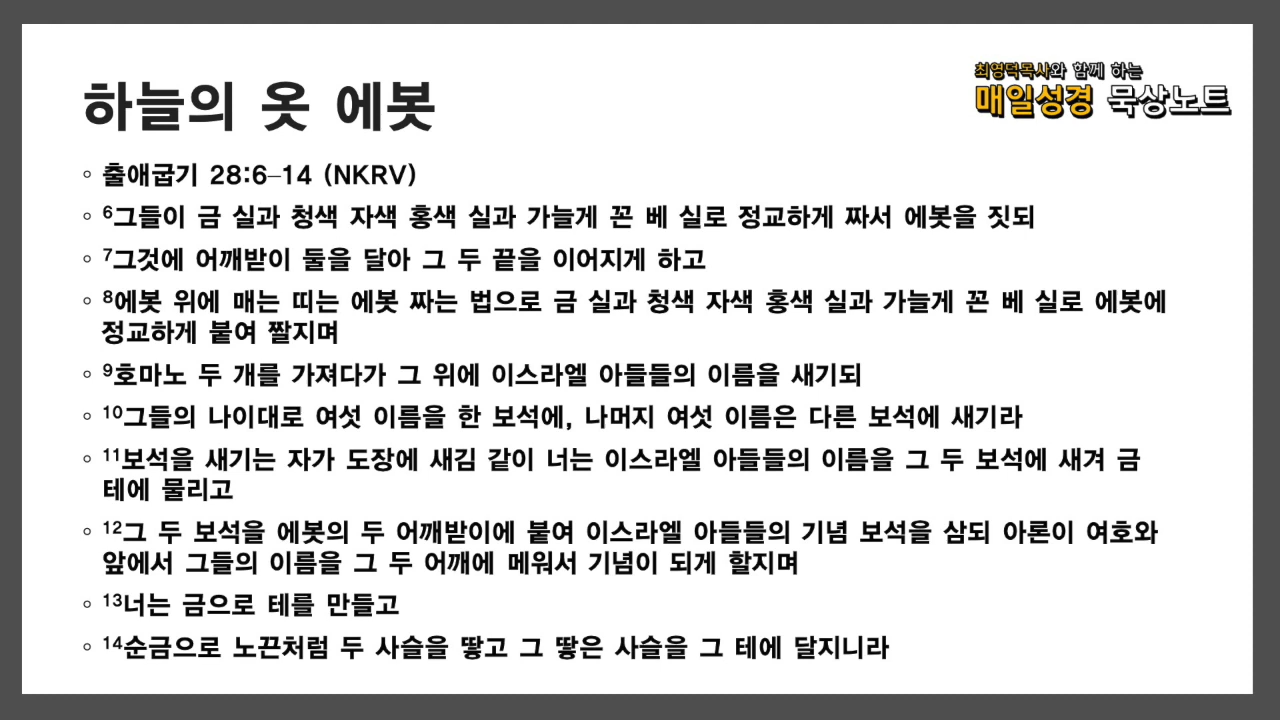 최영덕목사와 함께 하는
매일성경 묵상노트
하늘의 옷 에봇
◦ 출애굽기 28:6–14 (NKRV)
◦ ⁶그들이 금 실과 청색 자색 홍색 실과 가늘게 꼰 베 실로 정교하게 짜서 에봇을 짓되
◦ ⁷그것에 어깨받이 둘을 달아 그 두 끝을 이어지게 하고
◦ ⁸에봇 위에 매는 띠는 에봇 짜는 법으로 금 실과 청색 자색 홍색 실과 가늘게 꼰 베 실로 에봇에
정교하게 붙여 짤지며
◦ ⁹호마노 두 개를 가져다가 그 위에 이스라엘 아들들의 이름을 새기되
◦ ¹⁰그들의 나이대로 여섯 이름을 한 보석에, 나머지 여섯 이름은 다른 보석에 새기라
◦ ¹¹보석을 새기는 자가 도장에 새김 같이 너는 이스라엘 아들들의 이름을 그 두 보석에 새겨 금
테에 물리고
◦ ¹²그 두 보석을 에봇의 두 어깨받이에 붙여 이스라엘 아들들의 기념 보석을 삼되 아론이 여호와
앞에서 그들의 이름을 그 두 어깨에 메워서 기념이 되게 할지며
◦ ¹³너는 금으로 테를 만들고
◦ ¹⁴순금으로 노끈처럼 두 사슬을 땋고 그 땋은 사슬을 그 테에 달지니라